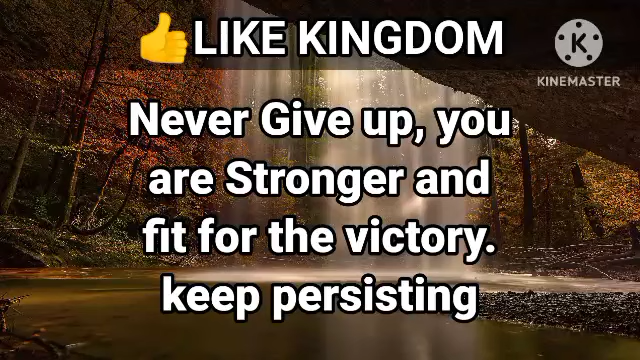 👍LIKE KINGDOM
K
KINEMASTER
Never Give up, you
are Stronger and
fit for the victory.
keep persisting